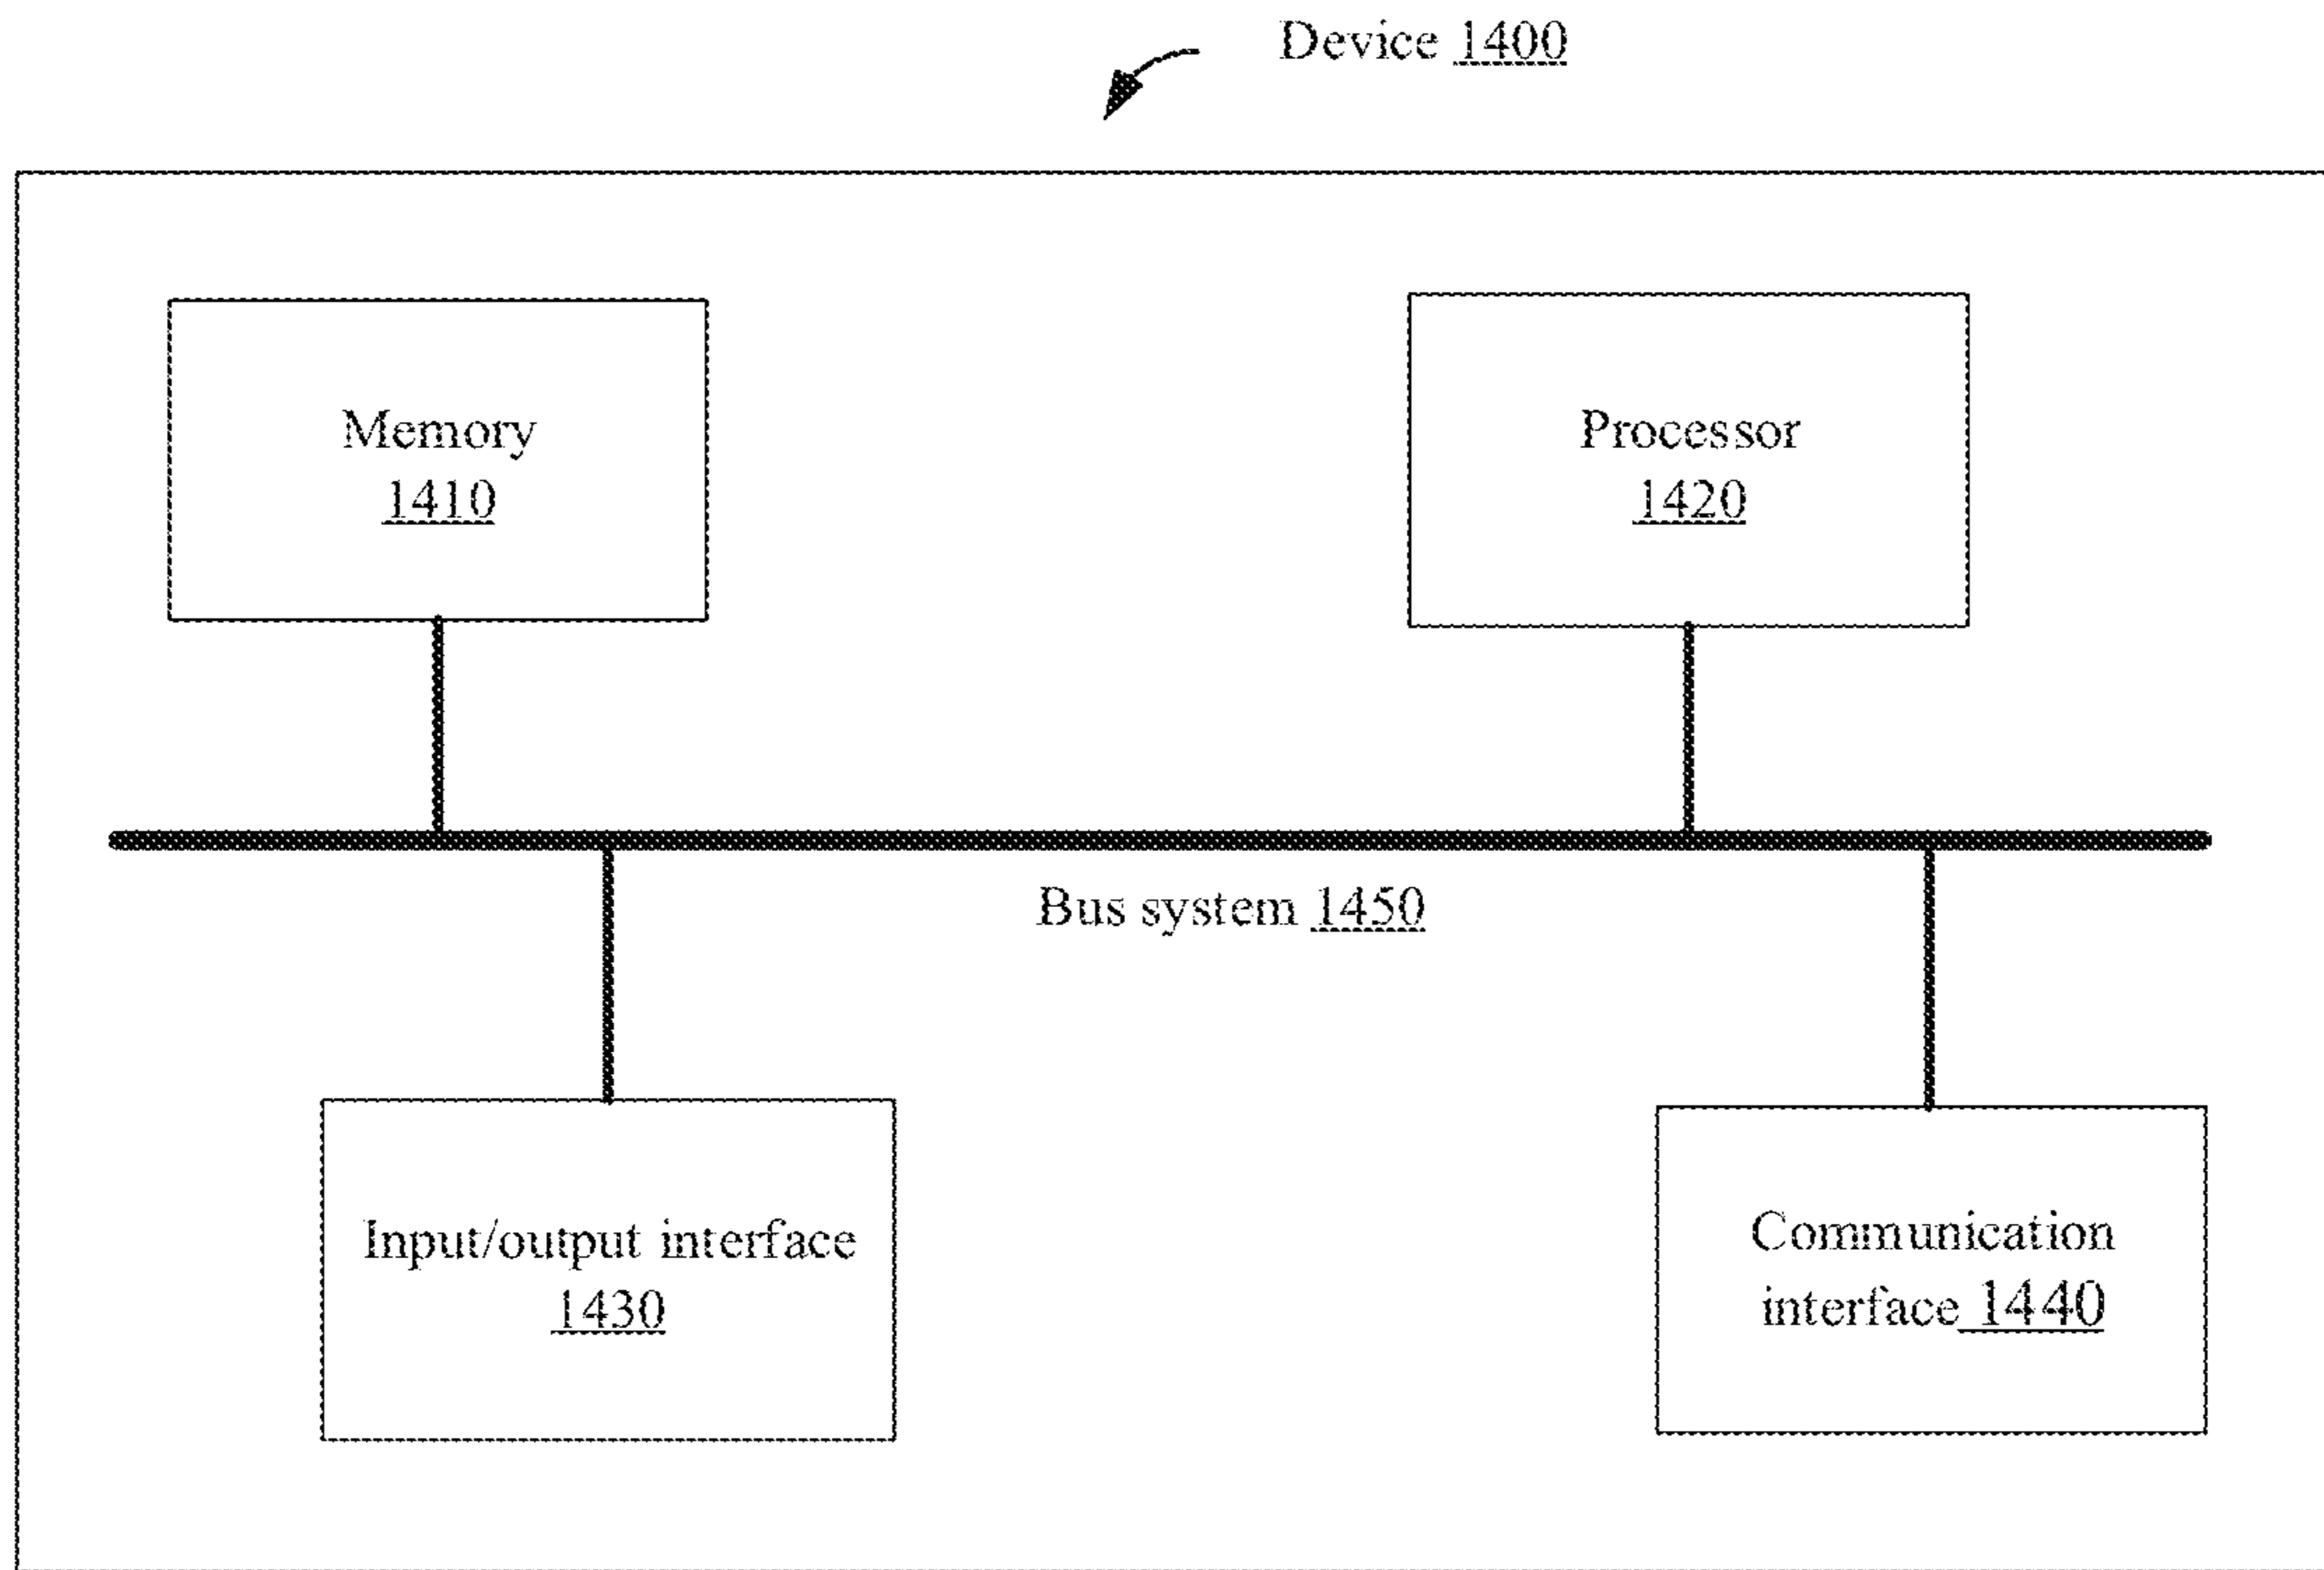 Device 1400
Memory
1410
Processor
1420
Bus system 1450
Input/output interface
1430
Communication
interface 1440